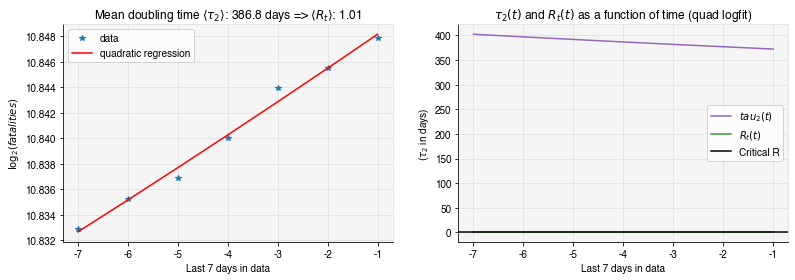 Mean doubling time ⟨τ₂⟩: 386.8 days => ⟨Rₜ⟩: 1.01
log₂(fatalities)
10.848
10.846
10.844
10.842
10.840
10.838
10.836
10.834
10.832
data
quadratic regression
-7 -6 -5 -4 -3 -2 -1
Last 7 days in data
τ₂(t) and Rₜ(t) as a function of time (quad logfit)
(τ₂ in days)
400
350
300
250
200
150
100
50
0
tau₂(t)
Rₜ(t)
Critical R
-7 -6 -5 -4 -3 -2 -1
Last 7 days in data